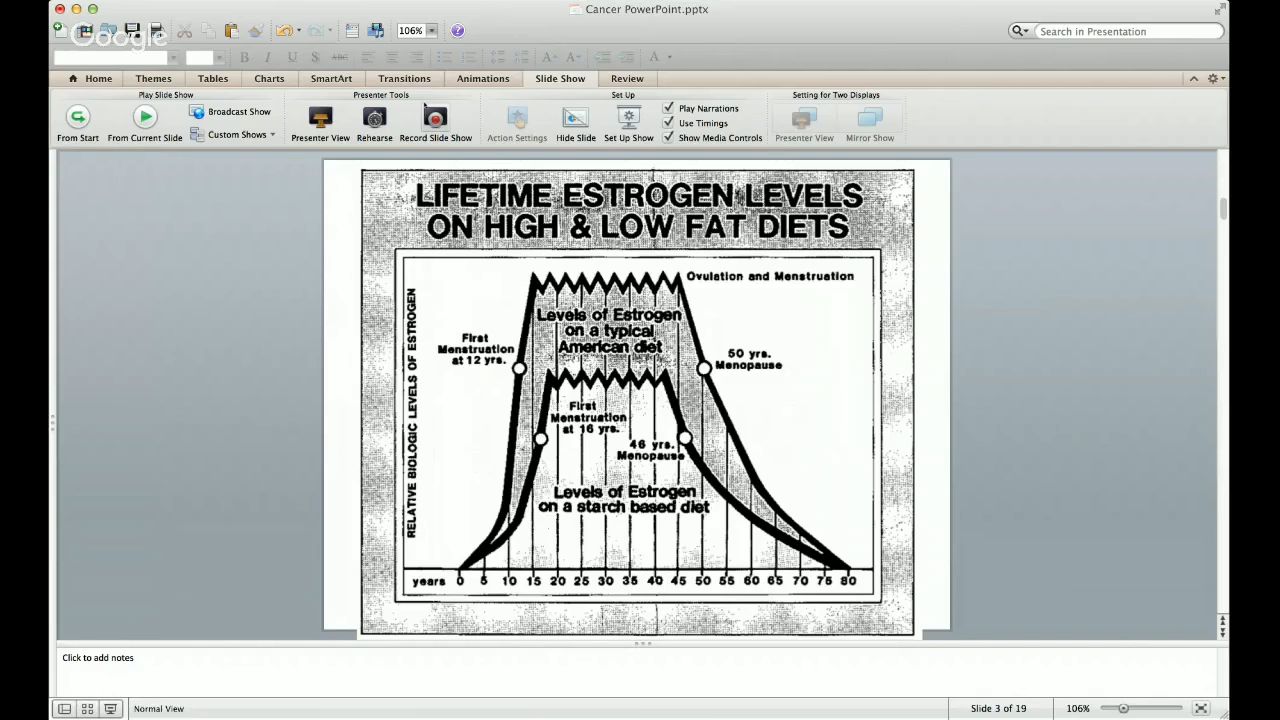 Cancer PowerPoint.pptx
Google
106%
Search in Presentation
Home
Themes
Tables
Charts
SmartArt
Transitions
Animations
Slide Show
Review
Play Slide Show
Presenter Tools
Set Up
Setting for Two Displays
From Start
From Current Slide
Broadcast Show
Custom Shows
Presenter View
Rehearse
Record Slide Show
Action Settings
Hide Slide
Set Up Show
Play Narrations
Use Timings
Show Media Controls
Presenter View
Mirror Show
LIFETIME ESTROGEN LEVELS
ON HIGH & LOW FAT DIETS
RELATIVE BIOLOGIC LEVELS OF ESTROGEN
Ovulation and Menstruation
Levels of Estrogen
on a typical
American diet
First
Menstruation
at 12 yrs.
50 yrs.
Menopause
First
Menstruation
at 16 yrs.
46 yrs.
Menopause
Levels of Estrogen
on a starch based diet
years 0 5 10 15 20 25 30 35 40 45 50 55 60 65 70 75 80
Click to add notes
Normal View
Slide 3 of 19
106%